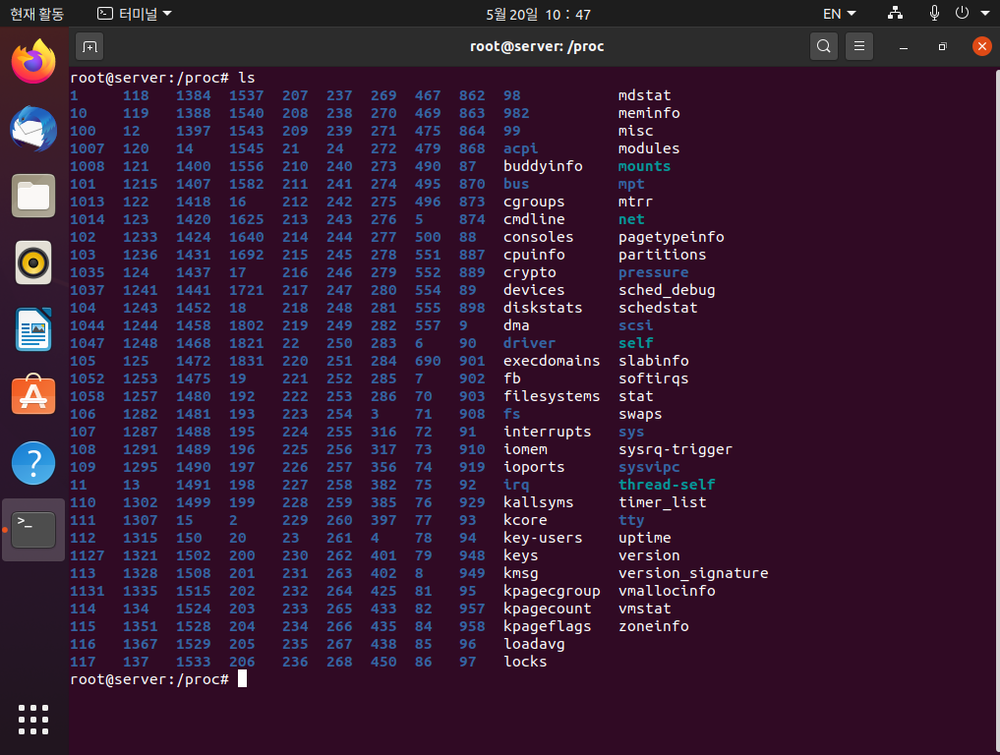 현재 활동 터미널 5월 20일 10 : 47 EN
root@server: /proc
root@server:/proc# ls
1 118 1384 1537 207 237 269 467 862 98 mdstat
10 119 1388 1540 208 238 270 469 863 982 meminfo
100 12 1397 1543 209 239 271 475 864 99 misc
1007 120 14 1545 21 24 272 479 868 acpi modules
1008 121 1400 1556 210 240 273 490 87 buddyinfo mounts
101 1215 1407 1582 211 241 274 495 870 bus mpt
1013 122 1418 16 212 242 275 496 873 cgroups mtrr
1014 123 1420 1625 213 243 276 5 874 cmdline net
102 1233 1424 1640 214 244 277 500 88 consoles pagetypeinfo
103 1236 1431 1692 215 245 278 551 887 cpuinfo partitions
1035 124 1437 17 216 246 279 552 889 crypto pressure
1037 1241 1441 1721 217 247 280 554 89 devices sched_debug
104 1243 1452 18 218 248 281 555 898 diskstats schedstat
1044 1244 1458 1802 219 249 282 557 9 dma scsi
1047 1248 1468 1821 22 250 283 6 90 driver self
105 125 1472 1831 220 251 284 690 901 execdomains slabinfo
1052 1253 1475 19 221 252 285 7 902 fb softirqs
1058 1257 1480 192 222 253 286 70 903 filesystems stat
106 1282 1481 193 223 254 3 71 908 fs swaps
107 1287 1488 195 224 255 316 72 91 interrupts sys
108 1291 1489 196 225 256 317 73 910 iomem sysrq-trigger
109 1295 1490 197 226 257 356 74 919 ioports sysvipc
11 13 1491 198 227 258 382 75 92 irq thread-self
110 1302 1499 199 228 259 385 76 929 kallsyms timer_list
111 1307 15 2 229 260 397 77 93 kcore tty
112 1315 150 20 23 261 4 78 94 key-users uptime
1127 1321 1502 200 230 262 401 79 948 keys version
113 1328 1508 201 231 263 402 8 949 kmsg version_signature
1131 1335 1515 202 232 264 425 81 95 kpagecgroup vmallocinfo
114 134 1524 203 233 265 433 82 957 kpagecount vmstat
115 1351 1528 204 234 266 435 84 958 kpageflags zoneinfo
116 1367 1529 205 235 267 438 85 96 loadavg
117 137 1533 206 236 268 450 86 97 locks
root@server:/proc#